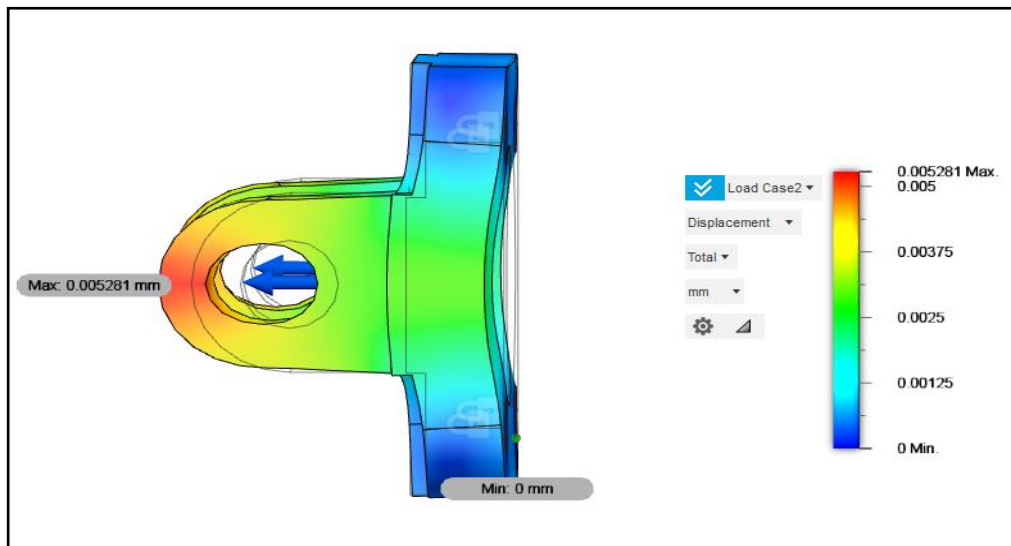 Max: 0.005281 mm
Min: 0 mm
Load Case2
Displacement
Total
mm
0.005281 Max.
0.005
0.00375
0.0025
0.00125
0 Min.